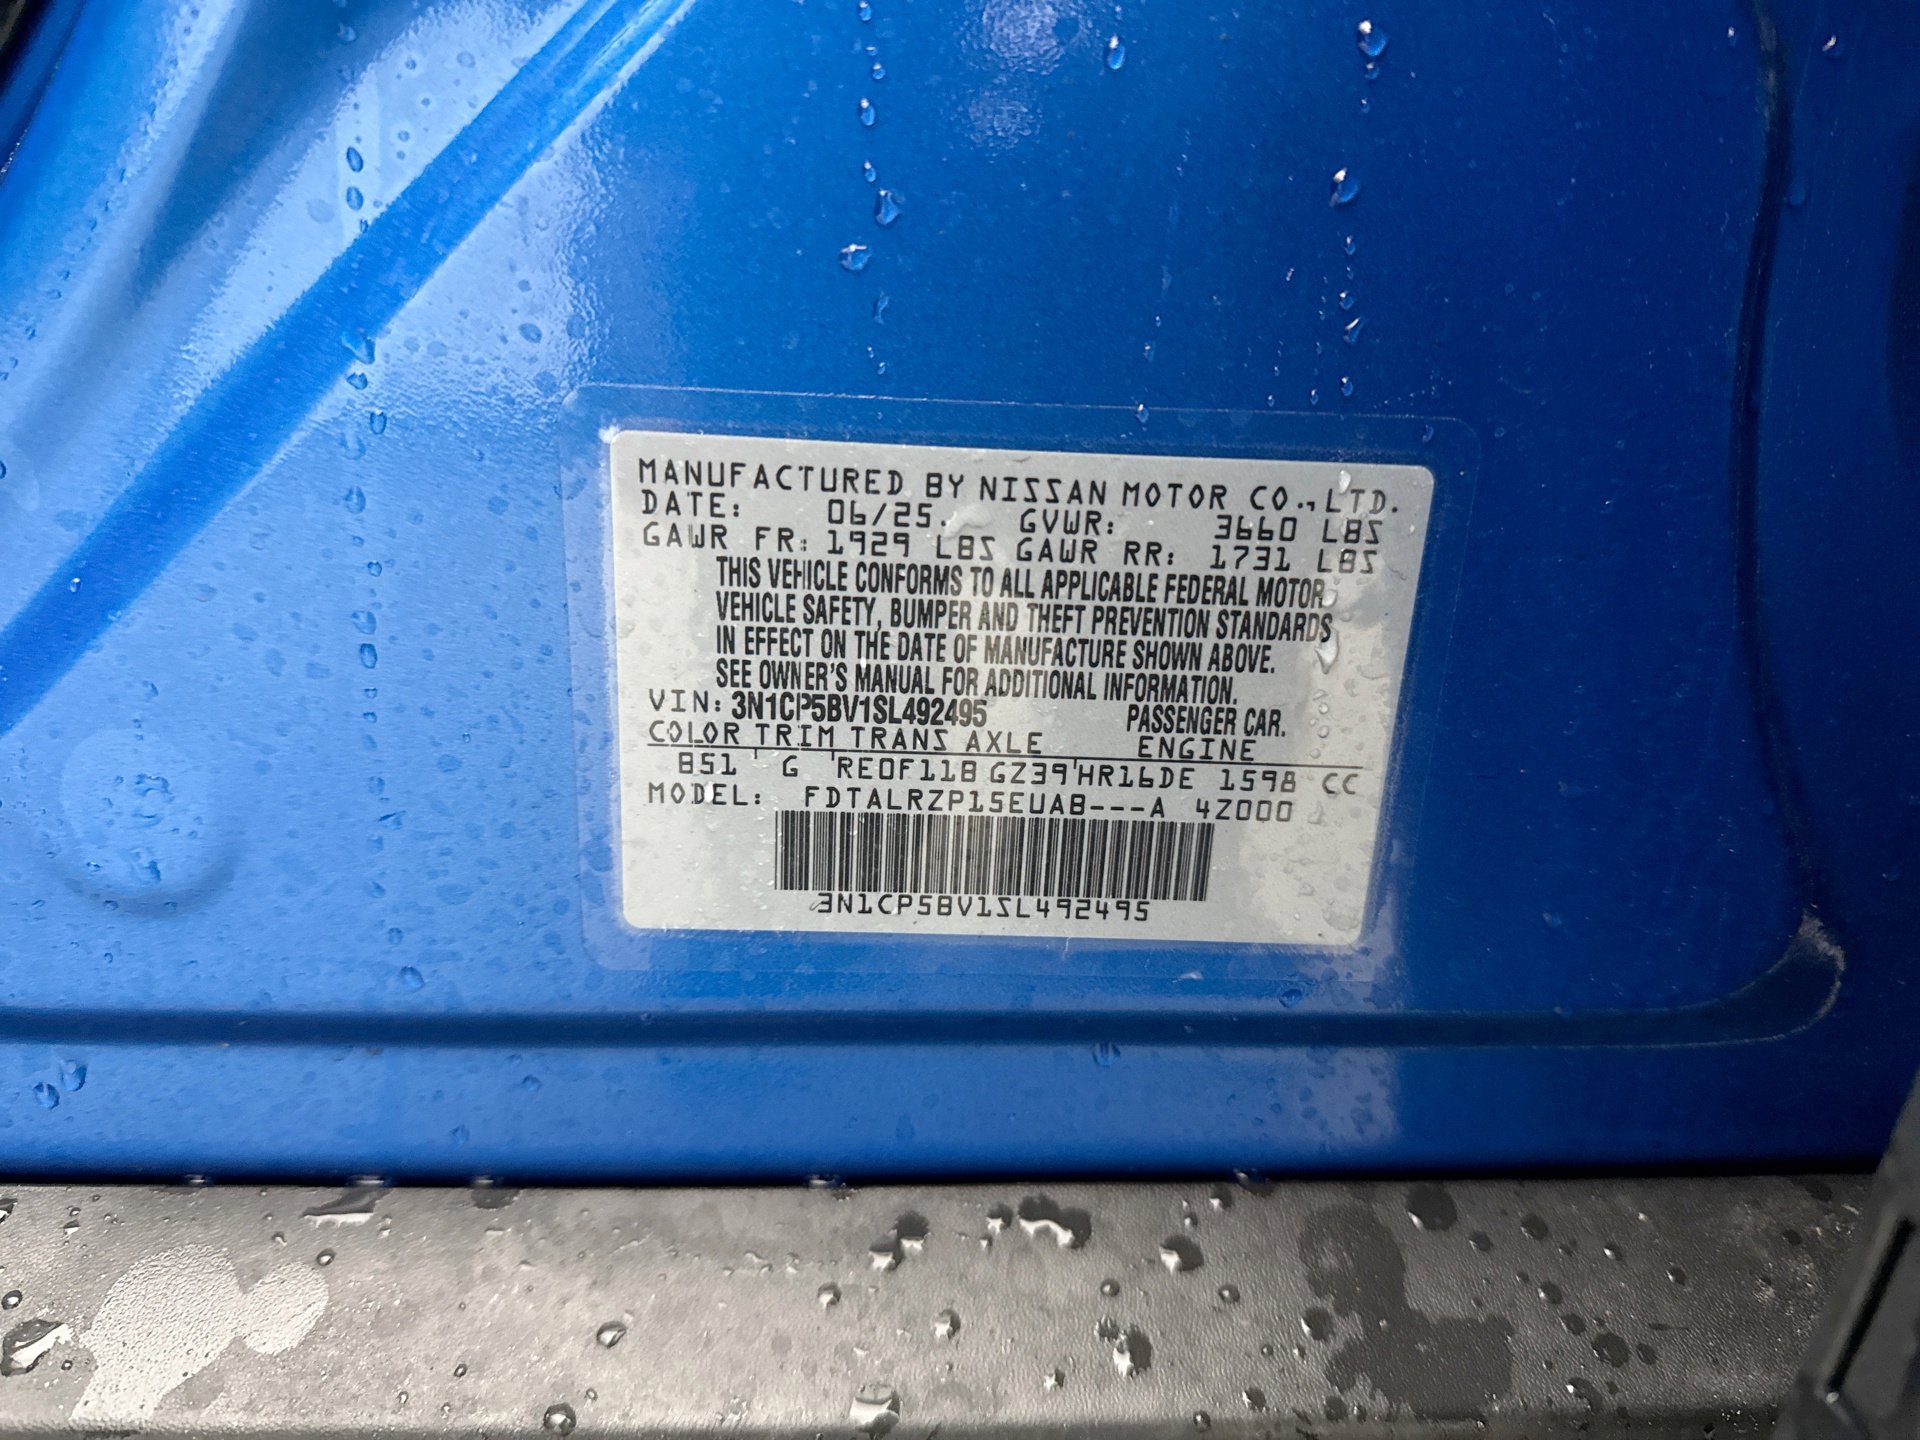 MANUFACTURED BY NISSAN MOTOR CO., LTD.
DATE: 06/25. GVWR: 3660 LBS
GAWR FR: 1929 LBS GAWR RR: 1731 LBS
THIS VEHICLE CONFORMS TO ALL APPLICABLE FEDERAL MOTOR
VEHICLE SAFETY, BUMPER AND THEFT PREVENTION STANDARDS
IN EFFECT ON THE DATE OF MANUFACTURE SHOWN ABOVE.
SEE OWNER'S MANUAL FOR ADDITIONAL INFORMATION.
VIN: 3N1CP5BV1SL492495 PASSENGER CAR.
COLOR TRIM TRANS AXLE ENGINE
B51 G RE0F11B GZ39 HR16DE 1598 CC
MODEL: FDTALRZP15EUAB---A 4Z000
3N1CP5BV1SL492495